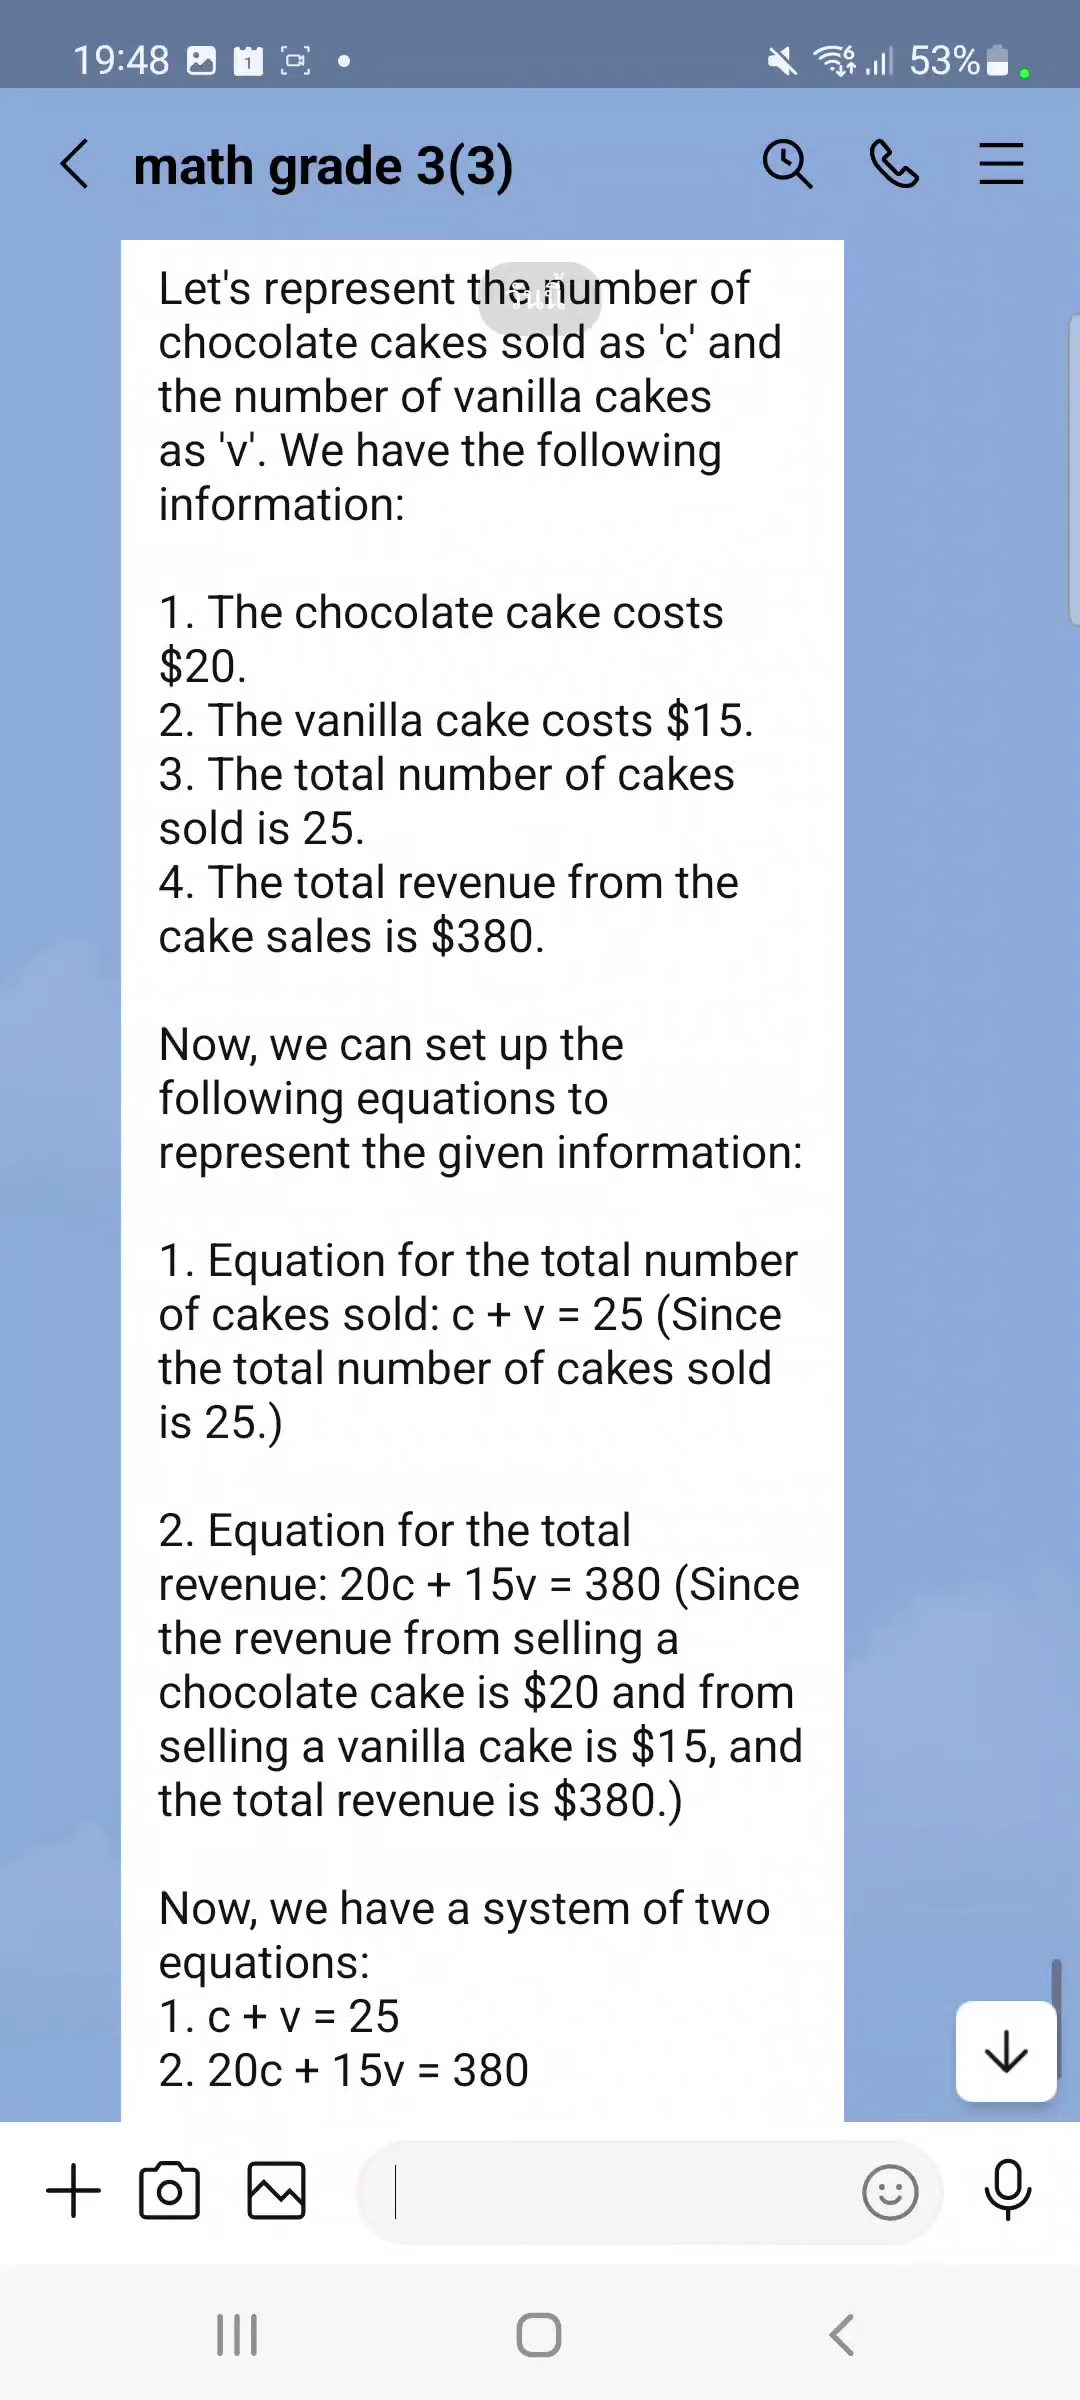 19:48
1
6
53%
math grade 3(3)
วันนี้
Let's represent the number of
chocolate cakes sold as 'c' and
the number of vanilla cakes
as 'v'. We have the following
information:
1. The chocolate cake costs
$20.
2. The vanilla cake costs $15.
3. The total number of cakes
sold is 25.
4. The total revenue from the
cake sales is $380.
Now, we can set up the
following equations to
represent the given information:
1. Equation for the total number
of cakes sold: c + v = 25 (Since
the total number of cakes sold
is 25.)
2. Equation for the total
revenue: 20c + 15v = 380 (Since
the revenue from selling a
chocolate cake is $20 and from
selling a vanilla cake is $15, and
the total revenue is $380.)
Now, we have a system of two
equations:
1. c + v = 25
2. 20c + 15v = 380